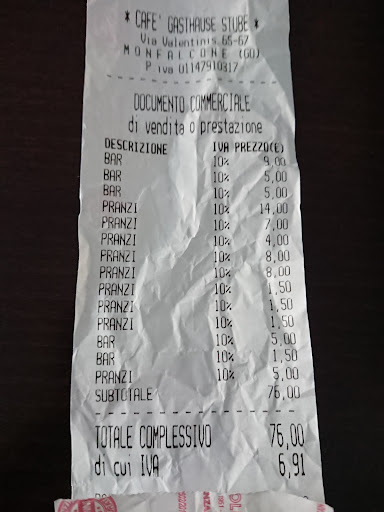 * CAFE' GASTHAUSE STUBE *
Via Valentinis, 65-67
MONFALCONE (GO)
P iva 01147910317
DOCUMENTO COMMERCIALE
di vendita o prestazione
DESCRIZIONE IVA PREZZO(€)
BAR 10% 9,00
BAR 10% 5,00
BAR 10% 5,00
PRANZI 10% 14,00
PRANZI 10% 7,00
PRANZI 10% 4,00
PRANZI 10% 8,00
PRANZI 10% 8,00
PRANZI 10% 1,50
PRANZI 10% 1,50
PRANZI 10% 1,50
BAR 10% 5,00
BAR 10% 1,50
PRANZI 10% 5,00
SUBTOTALE 76,00
TOTALE COMPLESSIVO 76,00
di cui IVA 6,91